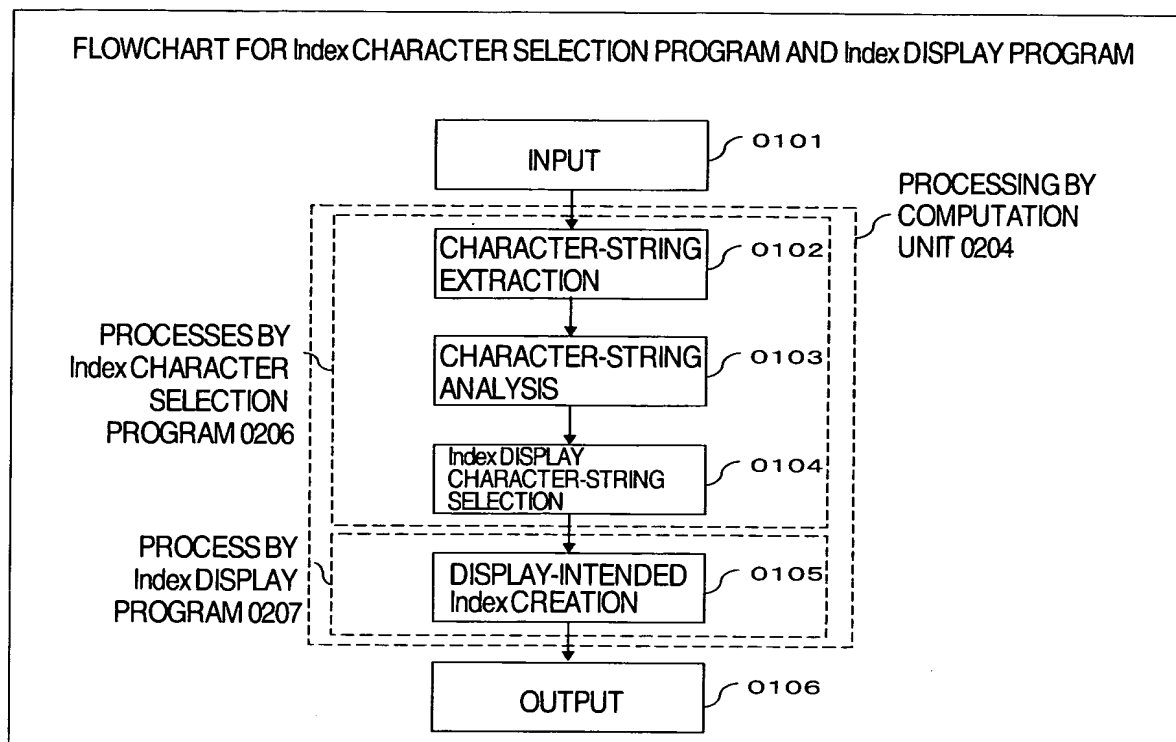 FLOWCHART FOR Index CHARACTER SELECTION PROGRAM AND Index DISPLAY PROGRAM
INPUT
0101
PROCESSING BY
COMPUTATION
UNIT 0204
CHARACTER-STRING
EXTRACTION
0102
PROCESSES BY
Index CHARACTER
SELECTION
PROGRAM 0206
CHARACTER-STRING
ANALYSIS
0103
Index DISPLAY
CHARACTER-STRING
SELECTION
0104
PROCESS BY
Index DISPLAY
PROGRAM 0207
DISPLAY-INTENDED
Index CREATION
0105
OUTPUT
0106